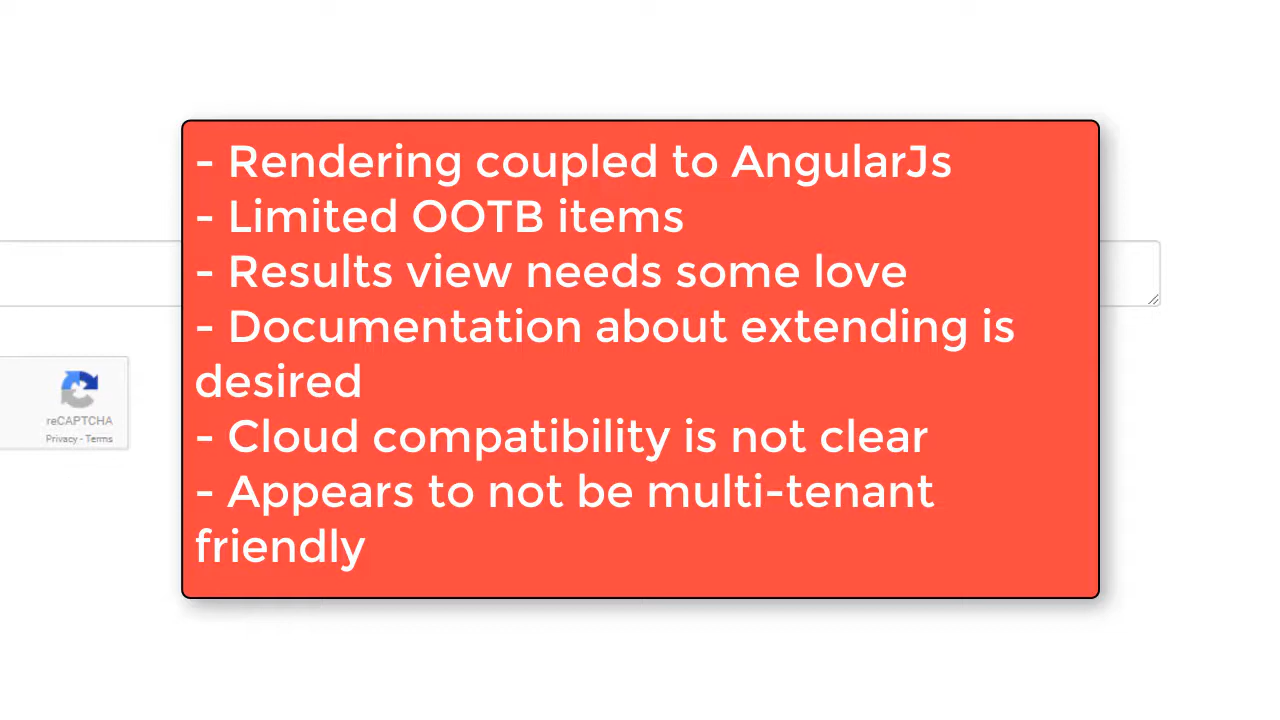 - Rendering coupled to AngularJs
- Limited OOTB items
- Results view needs some love
- Documentation about extending is
desired
- Cloud compatibility is not clear
- Appears to not be multi-tenant
friendly
reCAPTCHA
Privacy - Terms